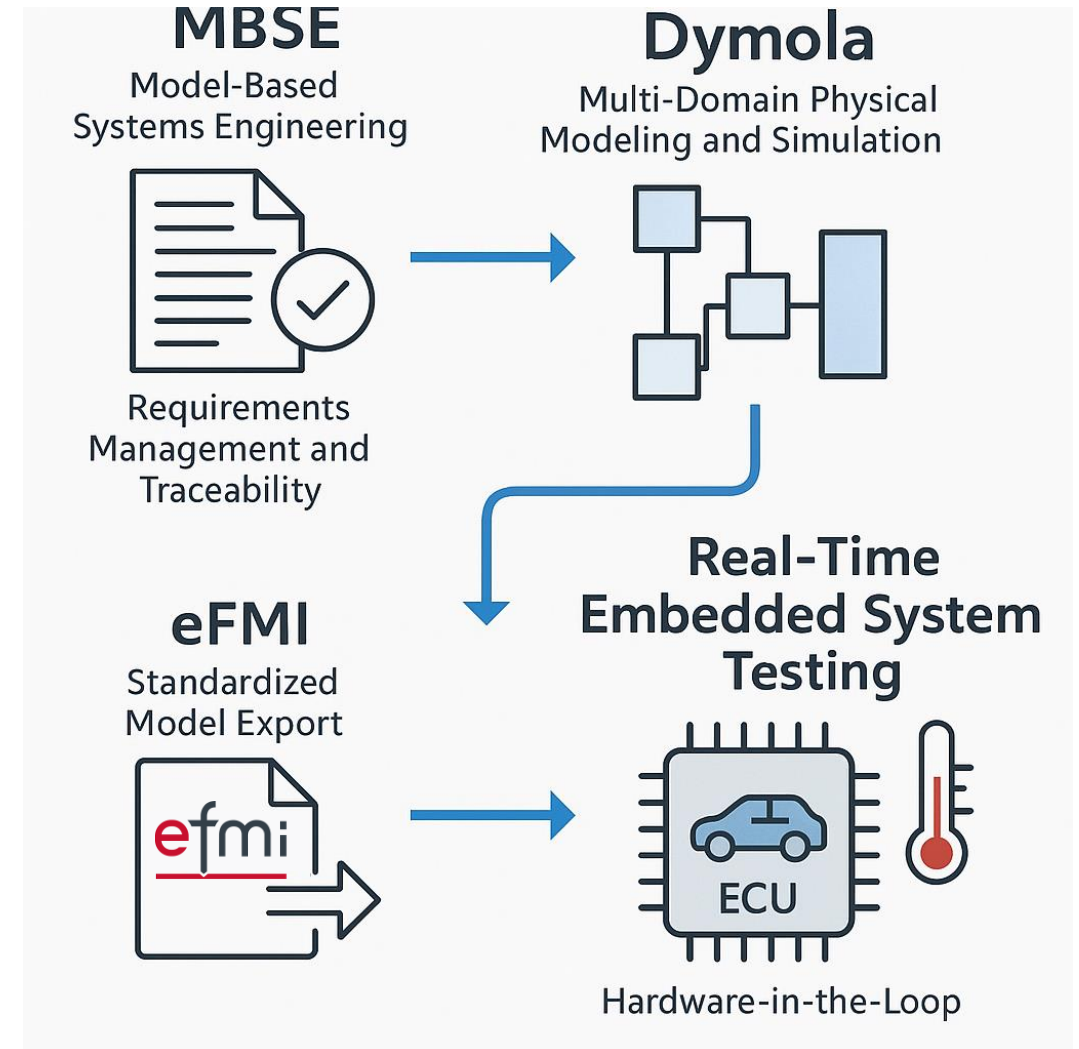 MBSE
Model-Based
Systems Engineering
Requirements
Management and
Traceability
Dymola
Multi-Domain Physical
Modeling and Simulation
eFMI
Standardized
Model Export
efmi
Real-Time
Embedded System
Testing
ECU
Hardware-in-the-Loop